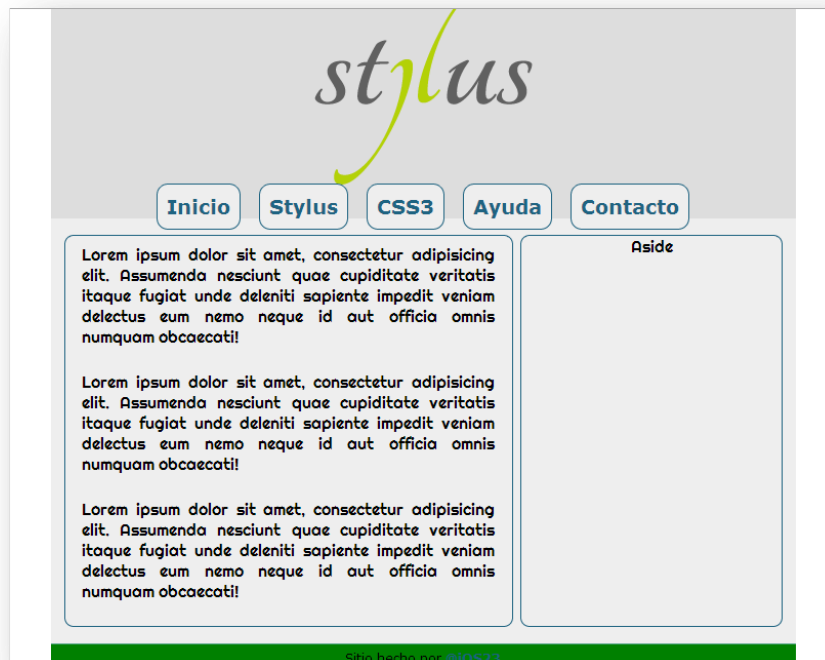 stylus
Inicio Stylus CSS3 Ayuda Contacto
Lorem ipsum dolor sit amet, consectetur adipisicing
elit. Assumenda nesciunt quae cupiditate veritatis
itaque fugiat unde deleniti sapiente impedit veniam
delectus eum nemo neque id aut officia omnis
numquam obcaecati!
Lorem ipsum dolor sit amet, consectetur adipisicing
elit. Assumenda nesciunt quae cupiditate veritatis
itaque fugiat unde deleniti sapiente impedit veniam
delectus eum nemo neque id aut officia omnis
numquam obcaecati!
Lorem ipsum dolor sit amet, consectetur adipisicing
elit. Assumenda nesciunt quae cupiditate veritatis
itaque fugiat unde deleniti sapiente impedit veniam
delectus eum nemo neque id aut officia omnis
numquam obcaecati!
Aside
Sitio hecho por